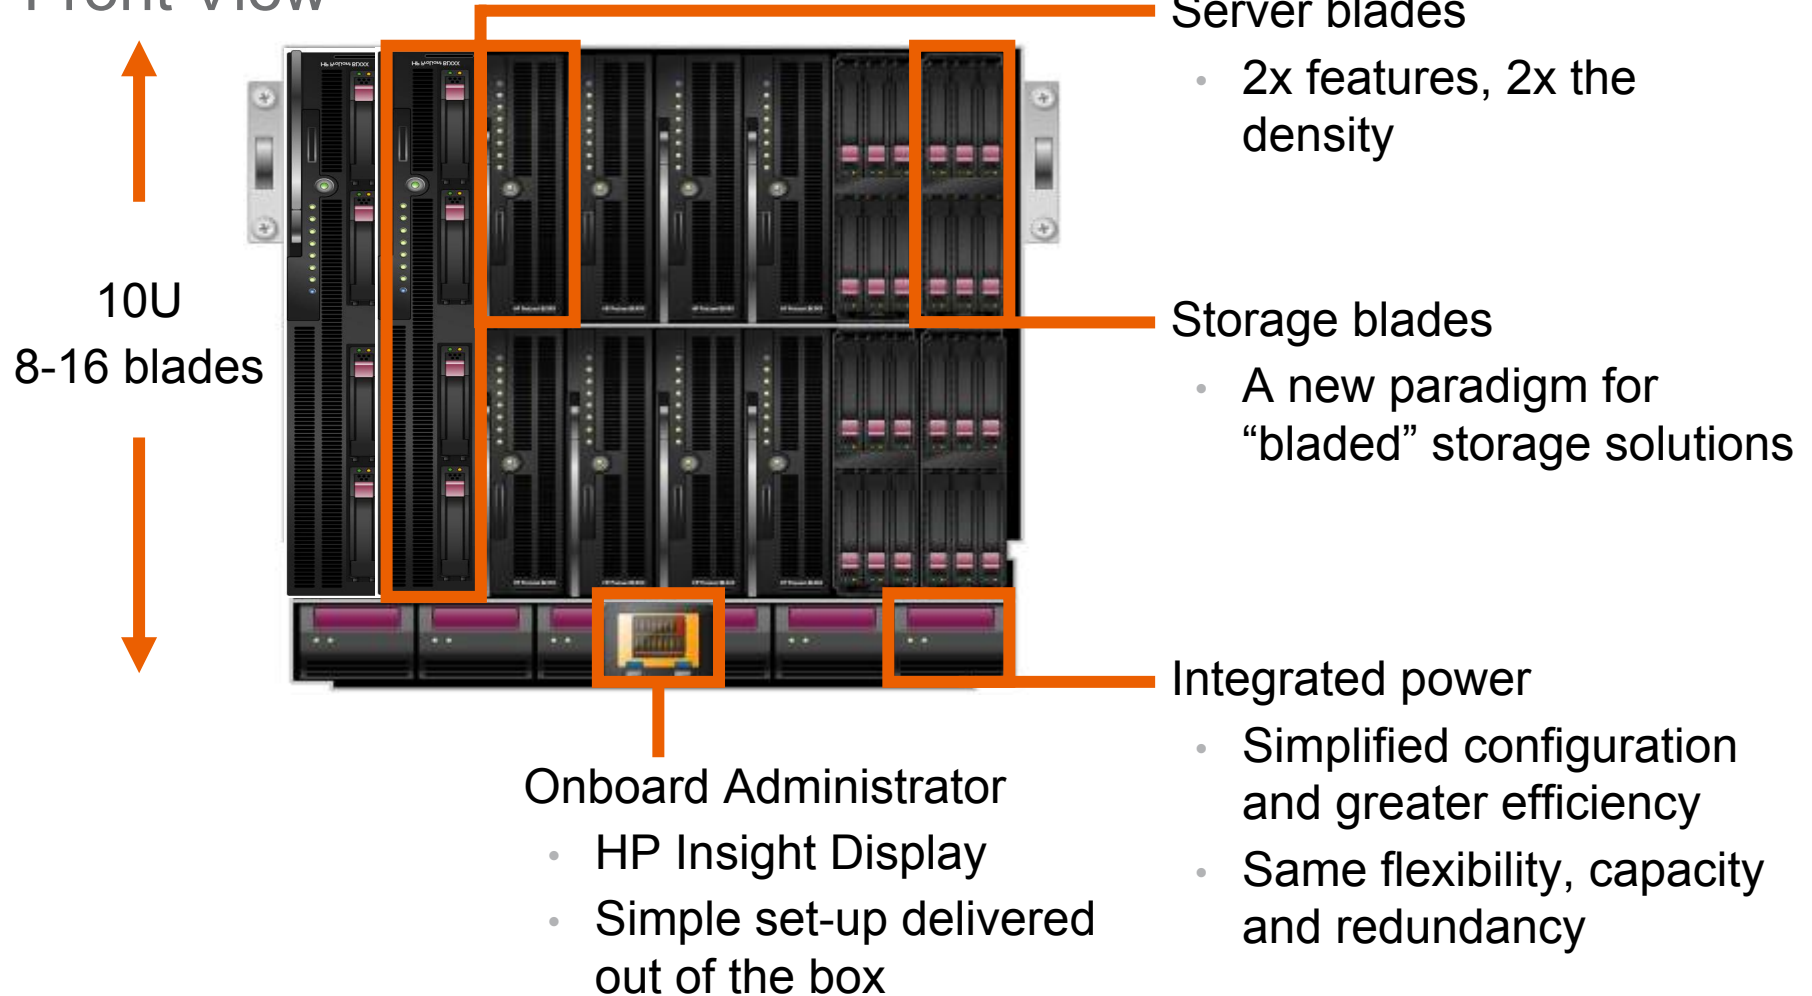 Front View
Server blades
• 2x features, 2x the
density
10U
8-16 blades
Storage blades
• A new paradigm for
“bladed” storage solutions
Integrated power
• Simplified configuration
and greater efficiency
• Same flexibility, capacity
and redundancy
Onboard Administrator
• HP Insight Display
• Simple set-up delivered
out of the box